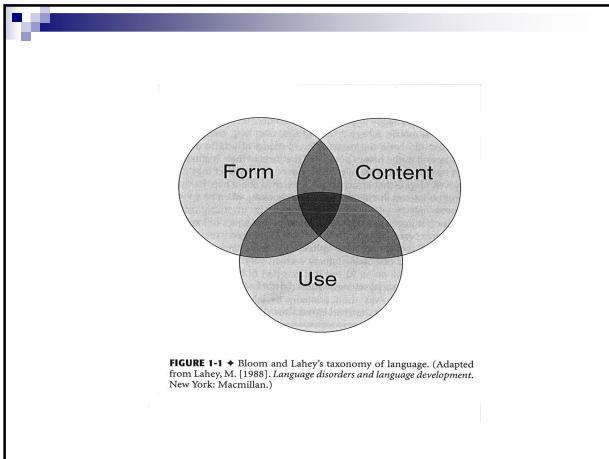 Form
Content
Use
FIGURE 1-1 ✦ Bloom and Lahey's taxonomy of language. (Adapted
from Lahey, M. [1988]. Language disorders and language development.
New York: Macmillan.)